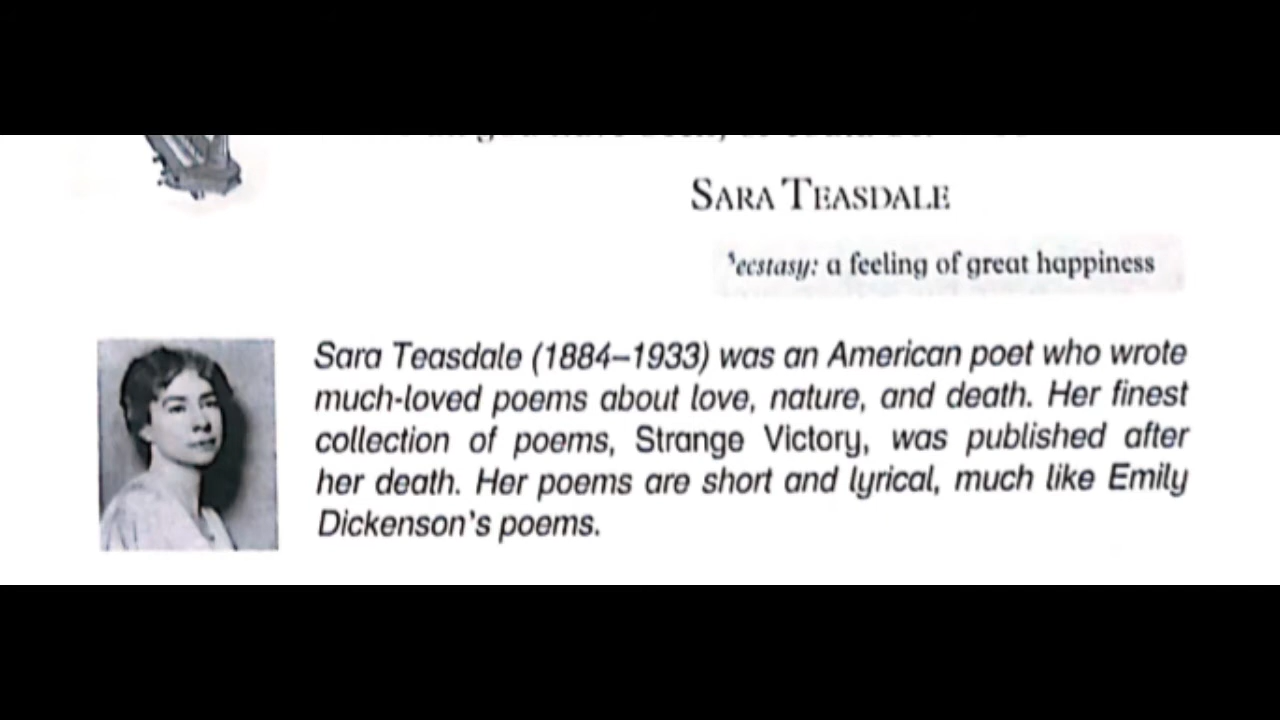 SARA TEASDALE
'ecstasy: a feeling of great happiness
Sara Teasdale (1884–1933) was an American poet who wrote
much-loved poems about love, nature, and death. Her finest
collection of poems, Strange Victory, was published after
her death. Her poems are short and lyrical, much like Emily
Dickenson's poems.